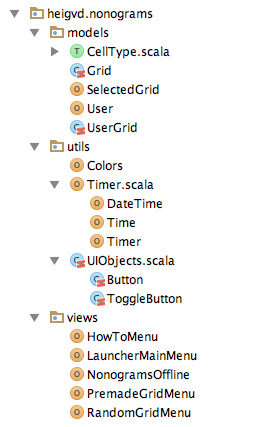 heigvd.nonograms
models
T CellType.scala
C Grid
O SelectedGrid
O User
C UserGrid
utils
O Colors
O Timer.scala
O DateTime
O Time
O Timer
C UIObjects.scala
C Button
C ToggleButton
views
O HowToMenu
O LauncherMainMenu
O NonogramsOffline
O PremadeGridMenu
O RandomGridMenu